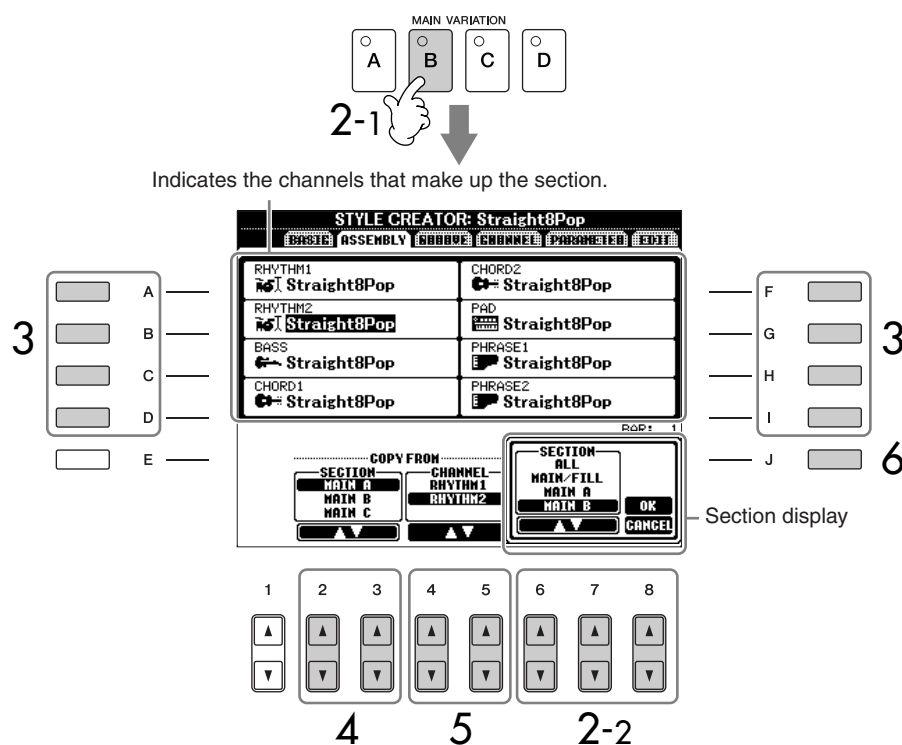 MAIN VARIATION
A B C D
2-1
Indicates the channels that make up the section.
STYLE CREATOR: Straight8Pop
BASIC ASSEMBLY GROOVE CHANNEL PARAMETER EDIT
RHYTHM1
Straight8Pop
CHORD2
Straight8Pop
RHYTHM2
Straight8Pop
PAD
Straight8Pop
BASS
Straight8Pop
PHRASE1
Straight8Pop
CHORD1
Straight8Pop
PHRASE2
Straight8Pop
A
B
C
D
E
3
F
G
H
I
J
3
6
BAR: 1
COPY FROM
SECTION
MAIN A
MAIN B
MAIN C
CHANNEL
RHYTHM1
RHYTHM2
SECTION
ALL
MAIN/FILL
MAIN A
MAIN B
OK
CANCEL
Section display
1 2 3 4 5 6 7 8
4 5 2-2